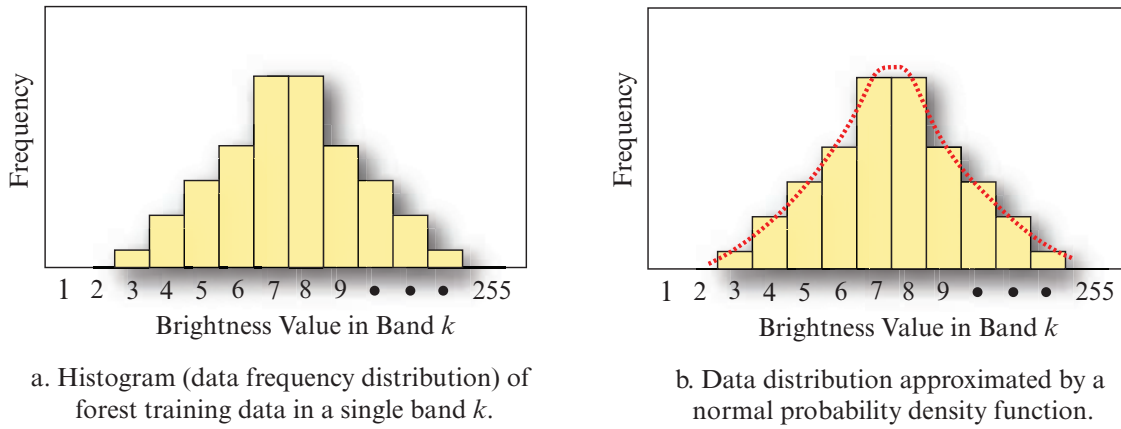 Frequency
1 2 3 4 5 6 7 8 9 • • • 255
Brightness Value in Band k
a. Histogram (data frequency distribution) of
forest training data in a single band k.
Frequency
1 2 3 4 5 6 7 8 9 • • • 255
Brightness Value in Band k
b. Data distribution approximated by a
normal probability density function.